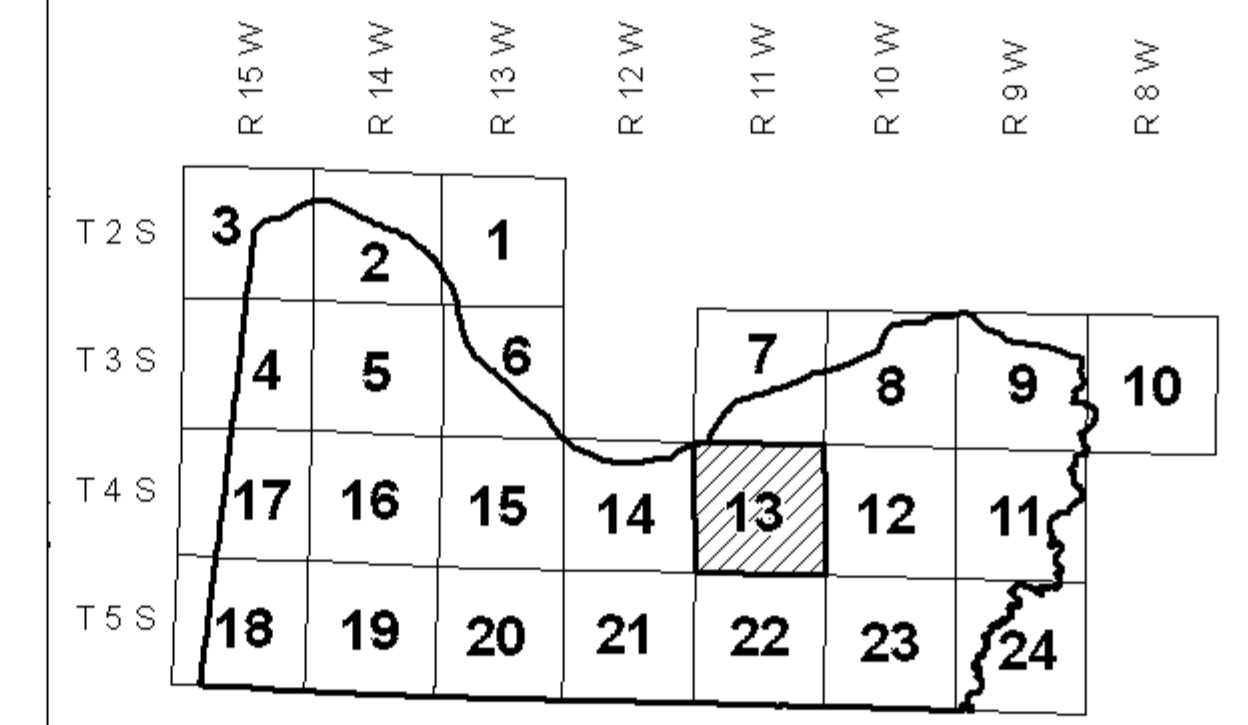 R 15 W R 14 W R 13 W R 12 W R 11 W R 10 W R 9 W R 8 W
T 2 S 3 2 1
T 3 S 4 5 6 7 8 9 10
T 4 S 17 16 15 14 13 12 11
T 5 S 18 19 20 21 22 23 24